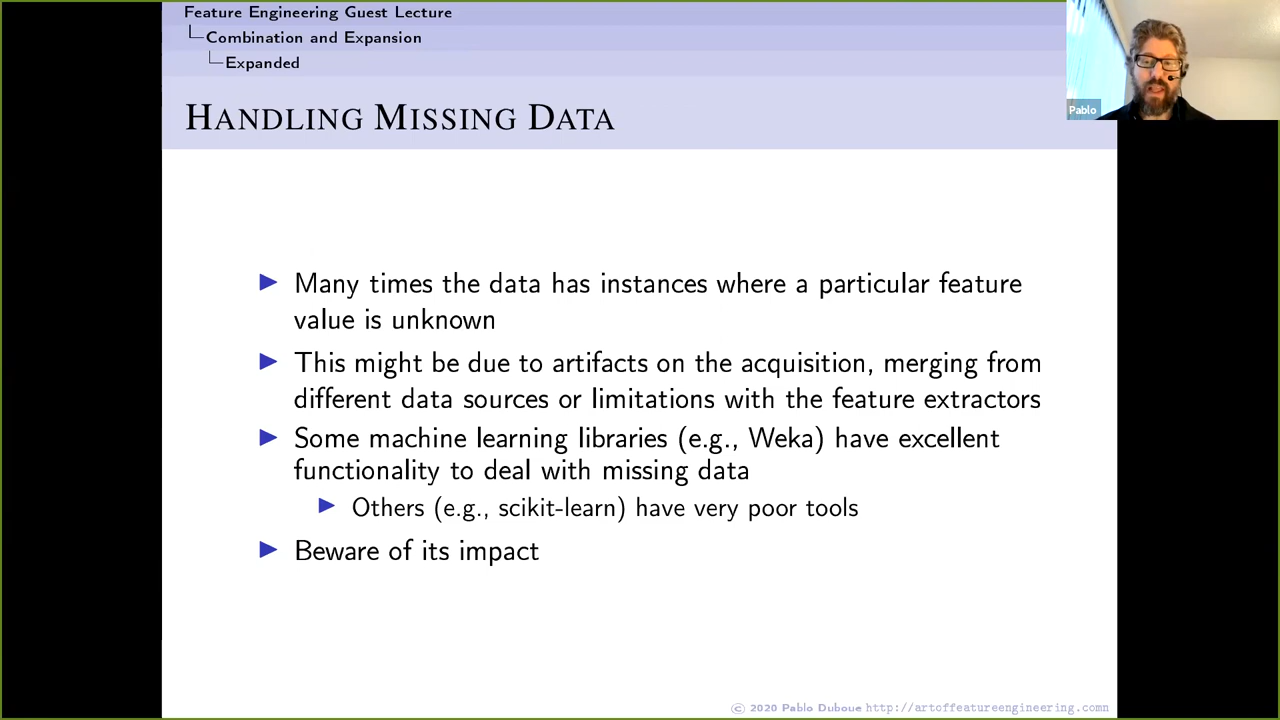 Feature Engineering Guest Lecture
Combination and Expansion
Expanded
HANDLING MISSING DATA
Pablo
Many times the data has instances where a particular feature
value is unknown
This might be due to artifacts on the acquisition, merging from
different data sources or limitations with the feature extractors
Some machine learning libraries (e.g., Weka) have excellent
functionality to deal with missing data
Others (e.g., scikit-learn) have very poor tools
Beware of its impact
© 2020 Pablo Duboue http://artoffeatureengineering.comn